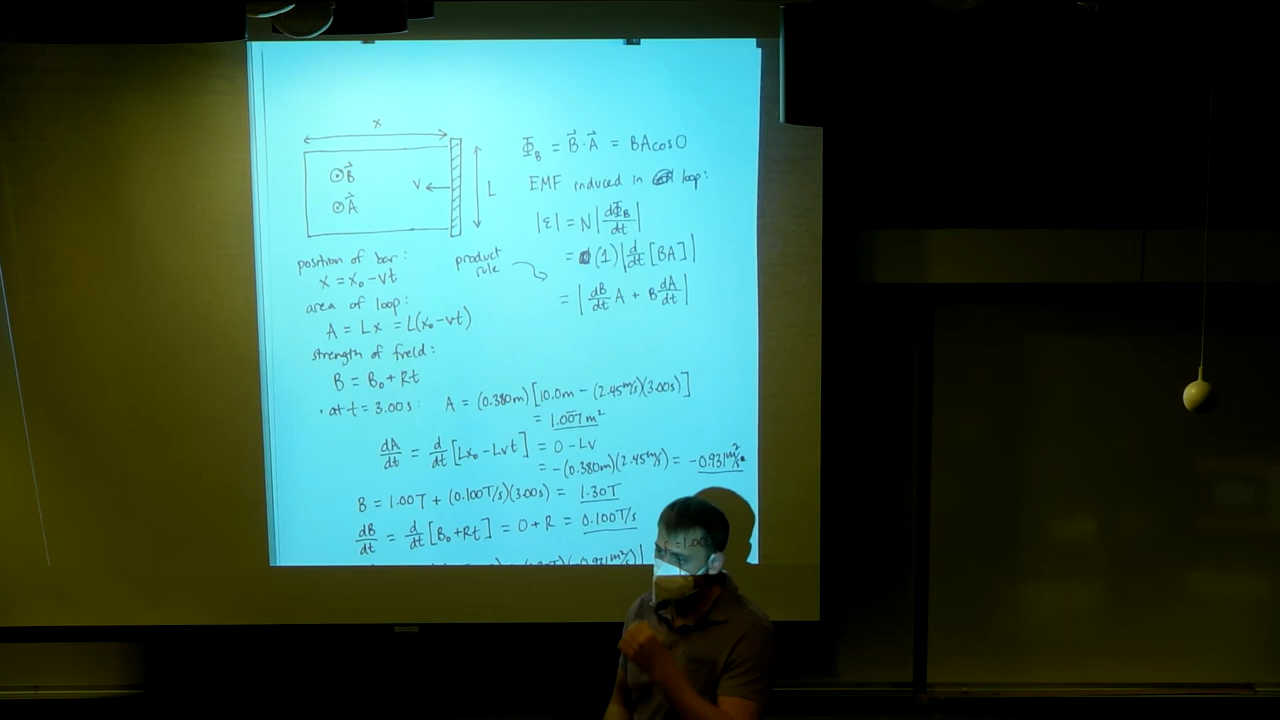 x
Φ_B = B⃗·A⃗ = BAcos0
⊙B⃗
EMF induced in loop:
v
L
⊙A⃗
|ε| = N|dΦ_B/dt|
= (1)|d/dt[BA]|
product rule
= |dB/dt A + B dA/dt|
position of bar:
x = x₀ - vt
area of loop:
A = Lx = L(x₀-vt)
strength of field:
B = B₀ + Rt
· at t = 3.00s: A = (0.380m)[10.0m - (2.45m/s)(3.00s)]
= 1.007m²
dA/dt = d/dt[Lx₀ - Lvt] = 0 - Lv
= -(0.380m)(2.45m/s) = -0.931m²/s
B = 1.00T + (0.100T/s)(3.00s) = 1.30T
dB/dt = d/dt[B₀+Rt] = 0 + R = 0.100T/s
(-0.931m²/s)|